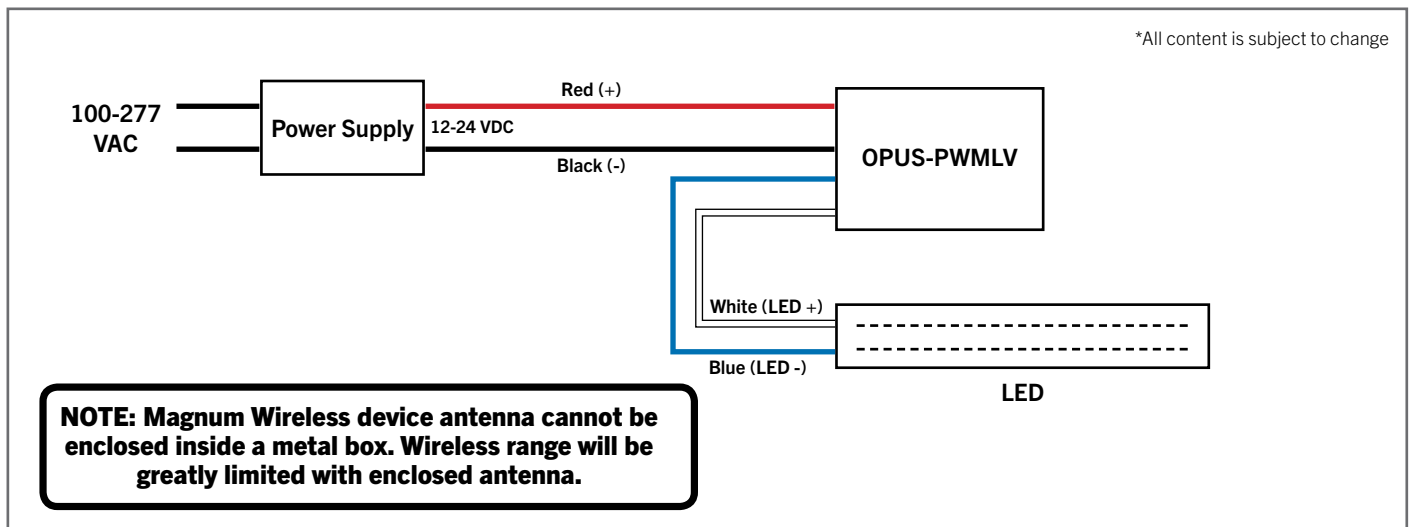 *All content is subject to change
100-277
VAC
Power Supply
Red (+)
12-24 VDC
Black (-)
OPUS-PWMLV
White (LED +)
Blue (LED -)
LED
NOTE: Magnum Wireless device antenna cannot be
enclosed inside a metal box. Wireless range will be
greatly limited with enclosed antenna.